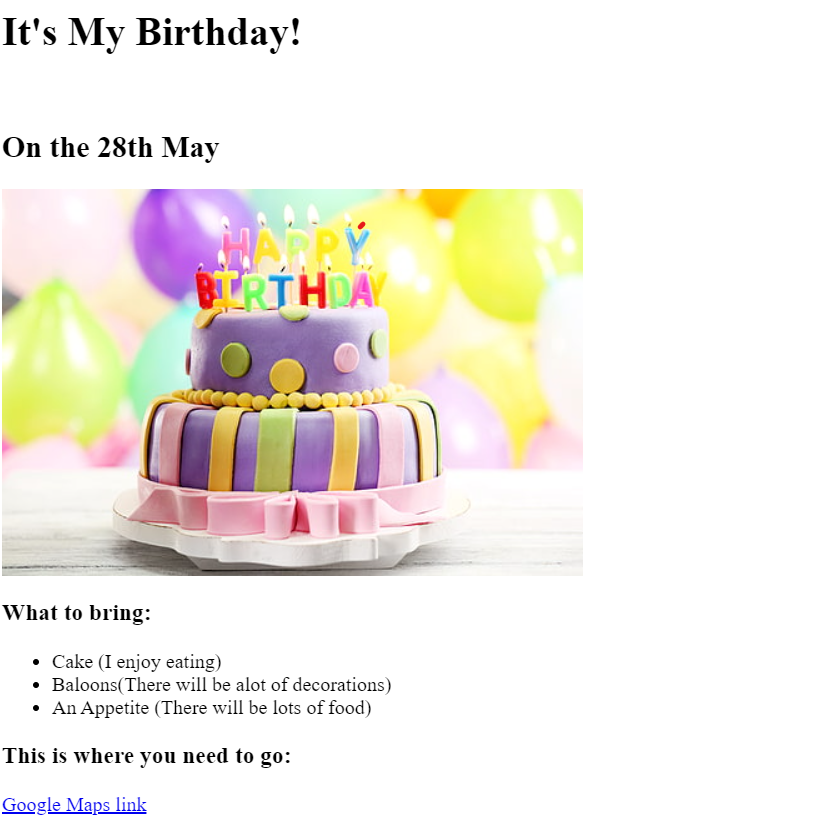 It's My Birthday!
On the 28th May
HAPPY
BIRTHDAY
What to bring:
Cake (I enjoy eating)
Baloons(There will be alot of decorations)
An Appetite (There will be lots of food)
This is where you need to go:
Google Maps link